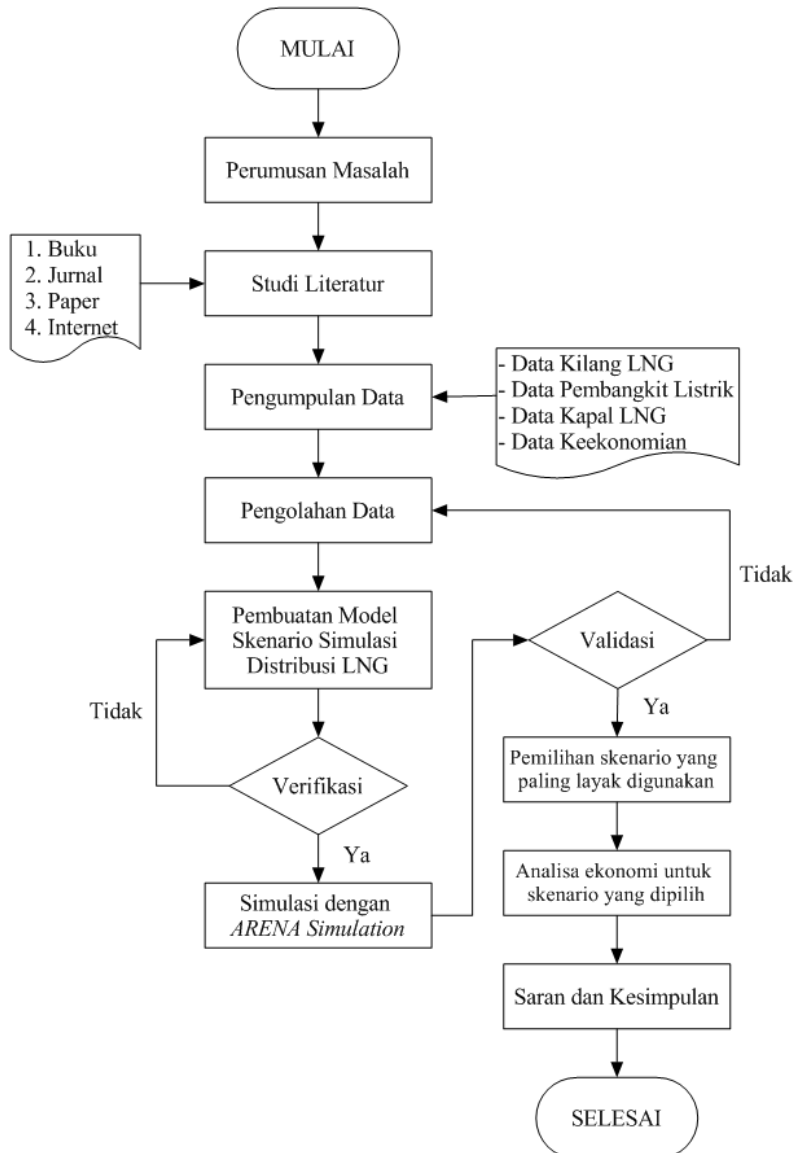 MULAI
Perumusan Masalah
1. Buku
2. Jurnal
3. Paper
4. Internet
Studi Literatur
Pengumpulan Data
- Data Kilang LNG
- Data Pembangkit Listrik
- Data Kapal LNG
- Data Keekonomian
Pengolahan Data
Pembuatan Model
Skenario Simulasi
Distribusi LNG
Tidak
Verifikasi
Ya
Simulasi dengan
ARENA Simulation
Validasi
Tidak
Ya
Pemilihan skenario yang
paling layak digunakan
Analisa ekonomi untuk
skenario yang dipilih
Saran dan Kesimpulan
SELESAI